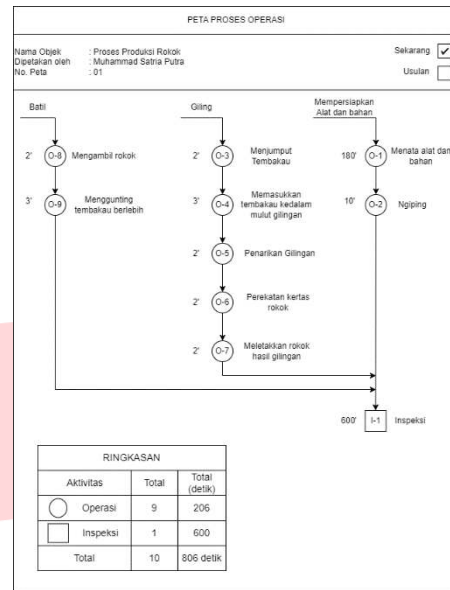 PETA PROSES OPERASI
Nama Objek : Proses Produksi Rokok
Dipetakan oleh : Muhammad Satria Putra
No. Peta : 01
Sekarang ✓
Usulan
Batil
2' O-8 Mengambil rokok
3' O-9 Menggunting
tembakau berlebih
Giling
2' O-3 Menjumput
Tembakau
3' O-4 Memasukkan
tembakau kedalam
mulut gilingan
2' O-5 Penarikan Gilingan
2' O-6 Perekatan kertas
rokok
2' O-7 Meletakkan rokok
hasil gilingan
Mempersiapkan
Alat dan bahan
180' O-1 Menata alat dan
bahan
10' O-2 Ngiping
600' I-1 Inspeksi
RINGKASAN
Aktivitas Total Total
(detik)
Operasi 9 206
Inspeksi 1 600
Total 10 806 detik